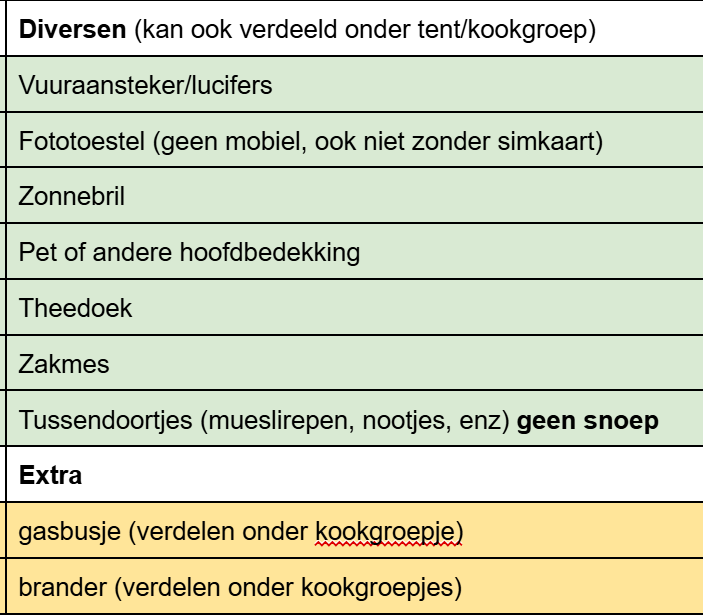 Diversen (kan ook verdeeld onder tent/kookgroep)
Vuuraansteker/lucifers
Fototoestel (geen mobiel, ook niet zonder simkaart)
Zonnebril
Pet of andere hoofdbedekking
Theedoek
Zakmes
Tussendoortjes (mueslirepen, nootjes, enz) geen snoep
Extra
gasbusje (verdelen onder kookgroepje)
brander (verdelen onder kookgroepjes)